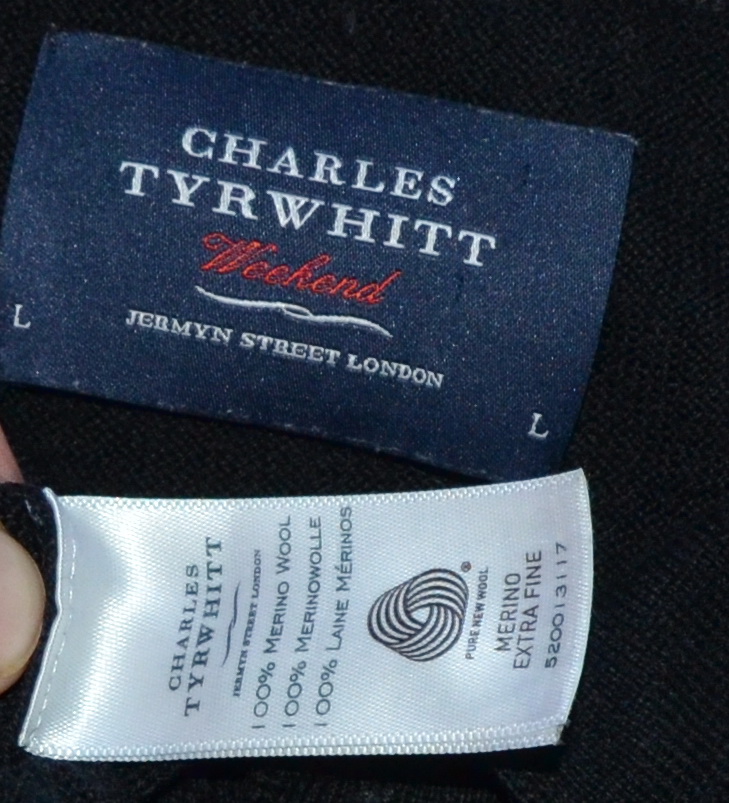 CHARLES
TYRWHITT
Weekend
JERMYN STREET LONDON
L
L
CHARLES
TYRWHITT
JERMYN STREET LONDON
100% MERINO WOOL
100% MERINOWOLLE
100% LAINE MÉRINOS
®
PURE NEW WOOL
MERINO
EXTRA FINE
520013117